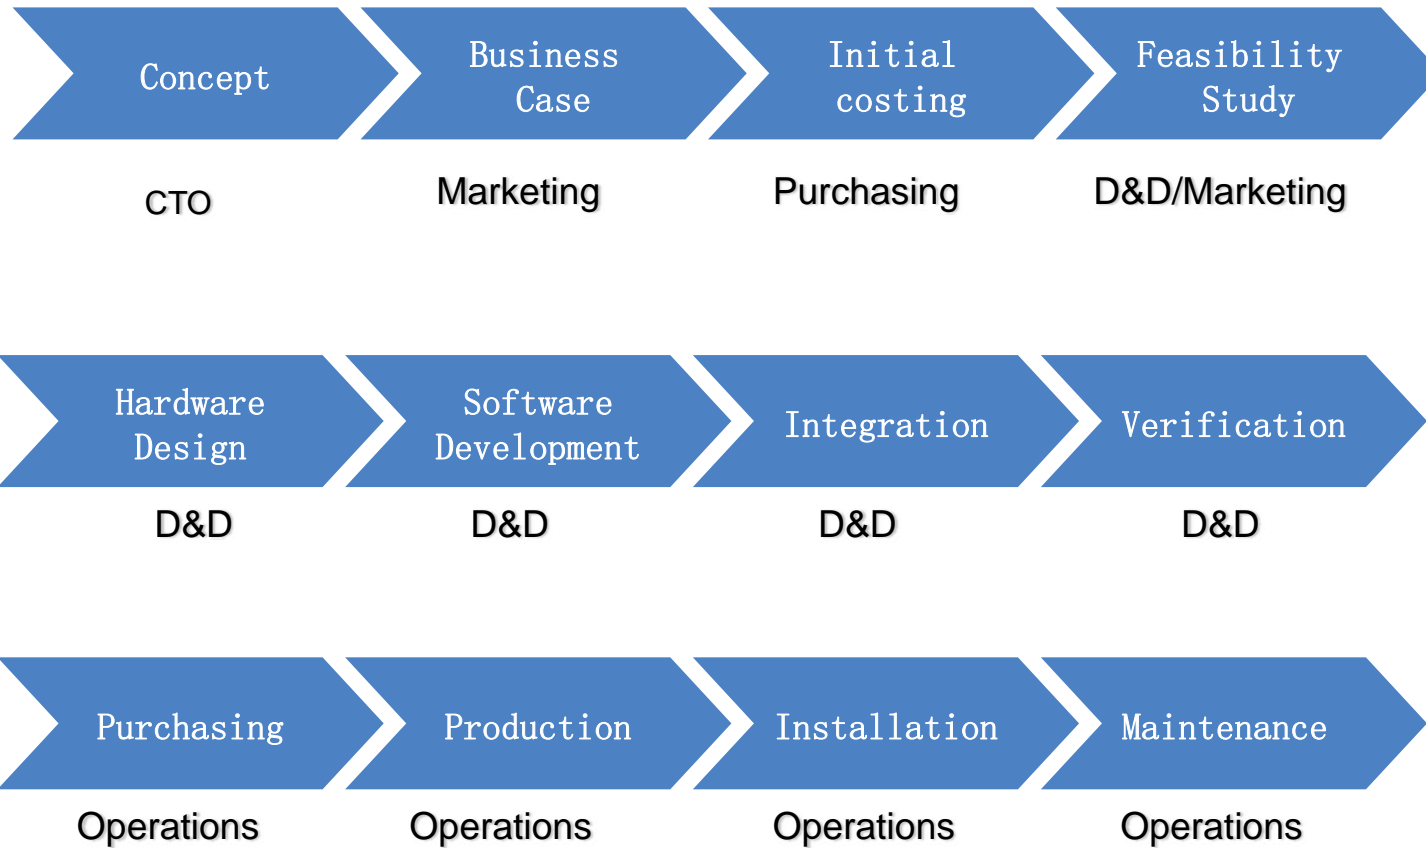 Concept
Business
Case
Initial
costing
Feasibility
Study
CTO
Marketing
Purchasing
D&D/Marketing
Hardware
Design
Software
Development
Integration
Verification
D&D
D&D
D&D
D&D
Purchasing
Production
Installation
Maintenance
Operations
Operations
Operations
Operations